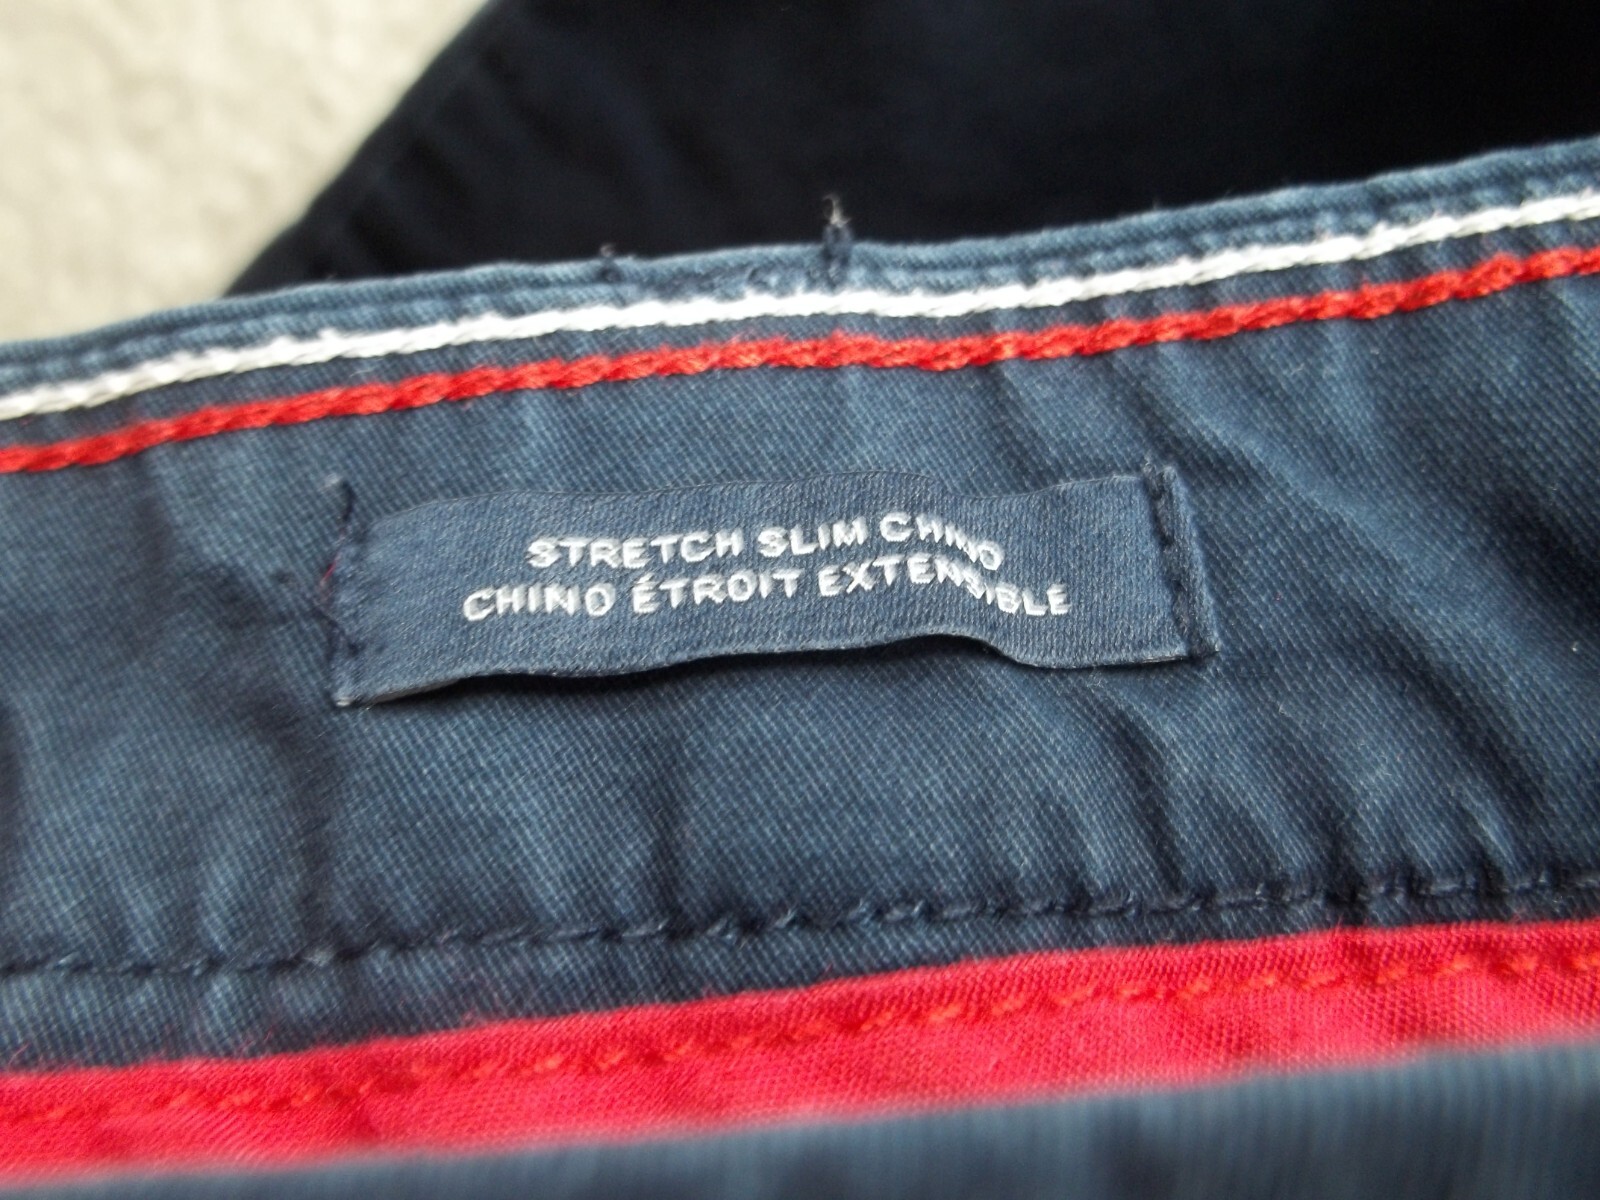 STRETCH SLIM CHINO
CHINO ÉTROIT EXTENSIBLE